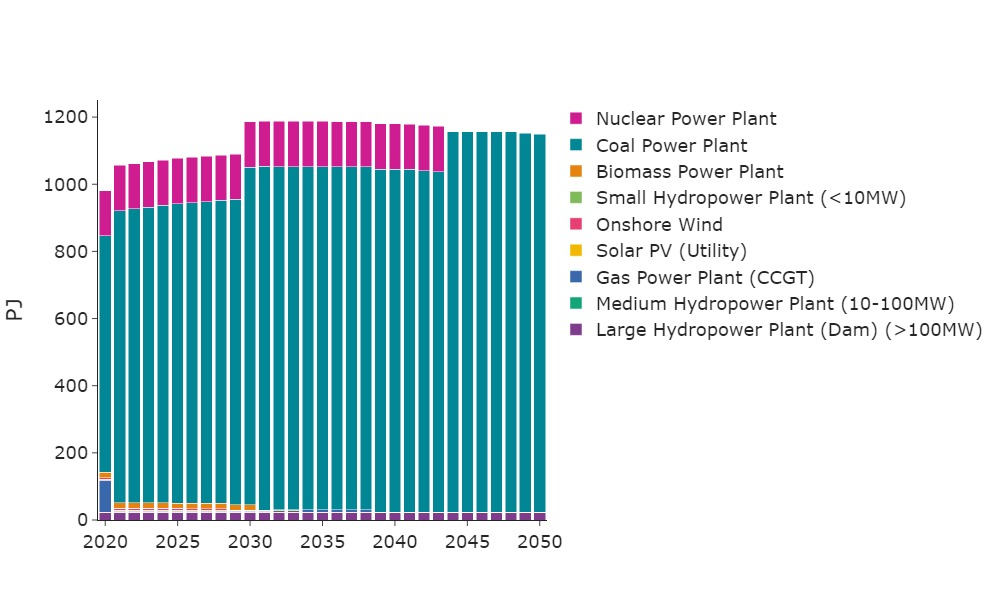 PJ
1200
1000
800
600
400
200
0
2020 2025 2030 2035 2040 2045 2050
Nuclear Power Plant
Coal Power Plant
Biomass Power Plant
Small Hydropower Plant (<10MW)
Onshore Wind
Solar PV (Utility)
Gas Power Plant (CCGT)
Medium Hydropower Plant (10-100MW)
Large Hydropower Plant (Dam) (>100MW)